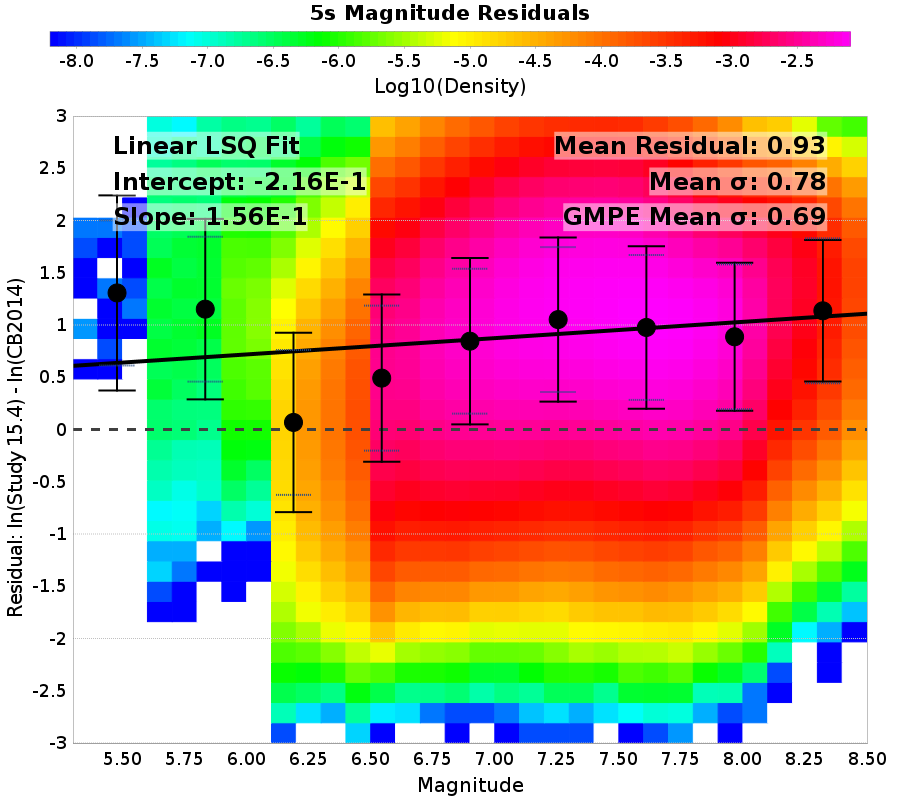 5s Magnitude Residuals
-8.0 -7.5 -7.0 -6.5 -6.0 -5.5 -5.0 -4.5 -4.0 -3.5 -3.0 -2.5
Log10(Density)
Linear LSQ Fit
Intercept: -2.16E-1
Slope: 1.56E-1
Mean Residual: 0.93
Mean σ: 0.78
GMPE Mean σ: 0.69
Residual: ln(Study 15.4) - ln(CB2014)
3
2.5
2
1.5
1
0.5
0
-0.5
-1
-1.5
-2
-2.5
-3
5.50 5.75 6.00 6.25 6.50 6.75 7.00 7.25 7.50 7.75 8.00 8.25 8.50
Magnitude